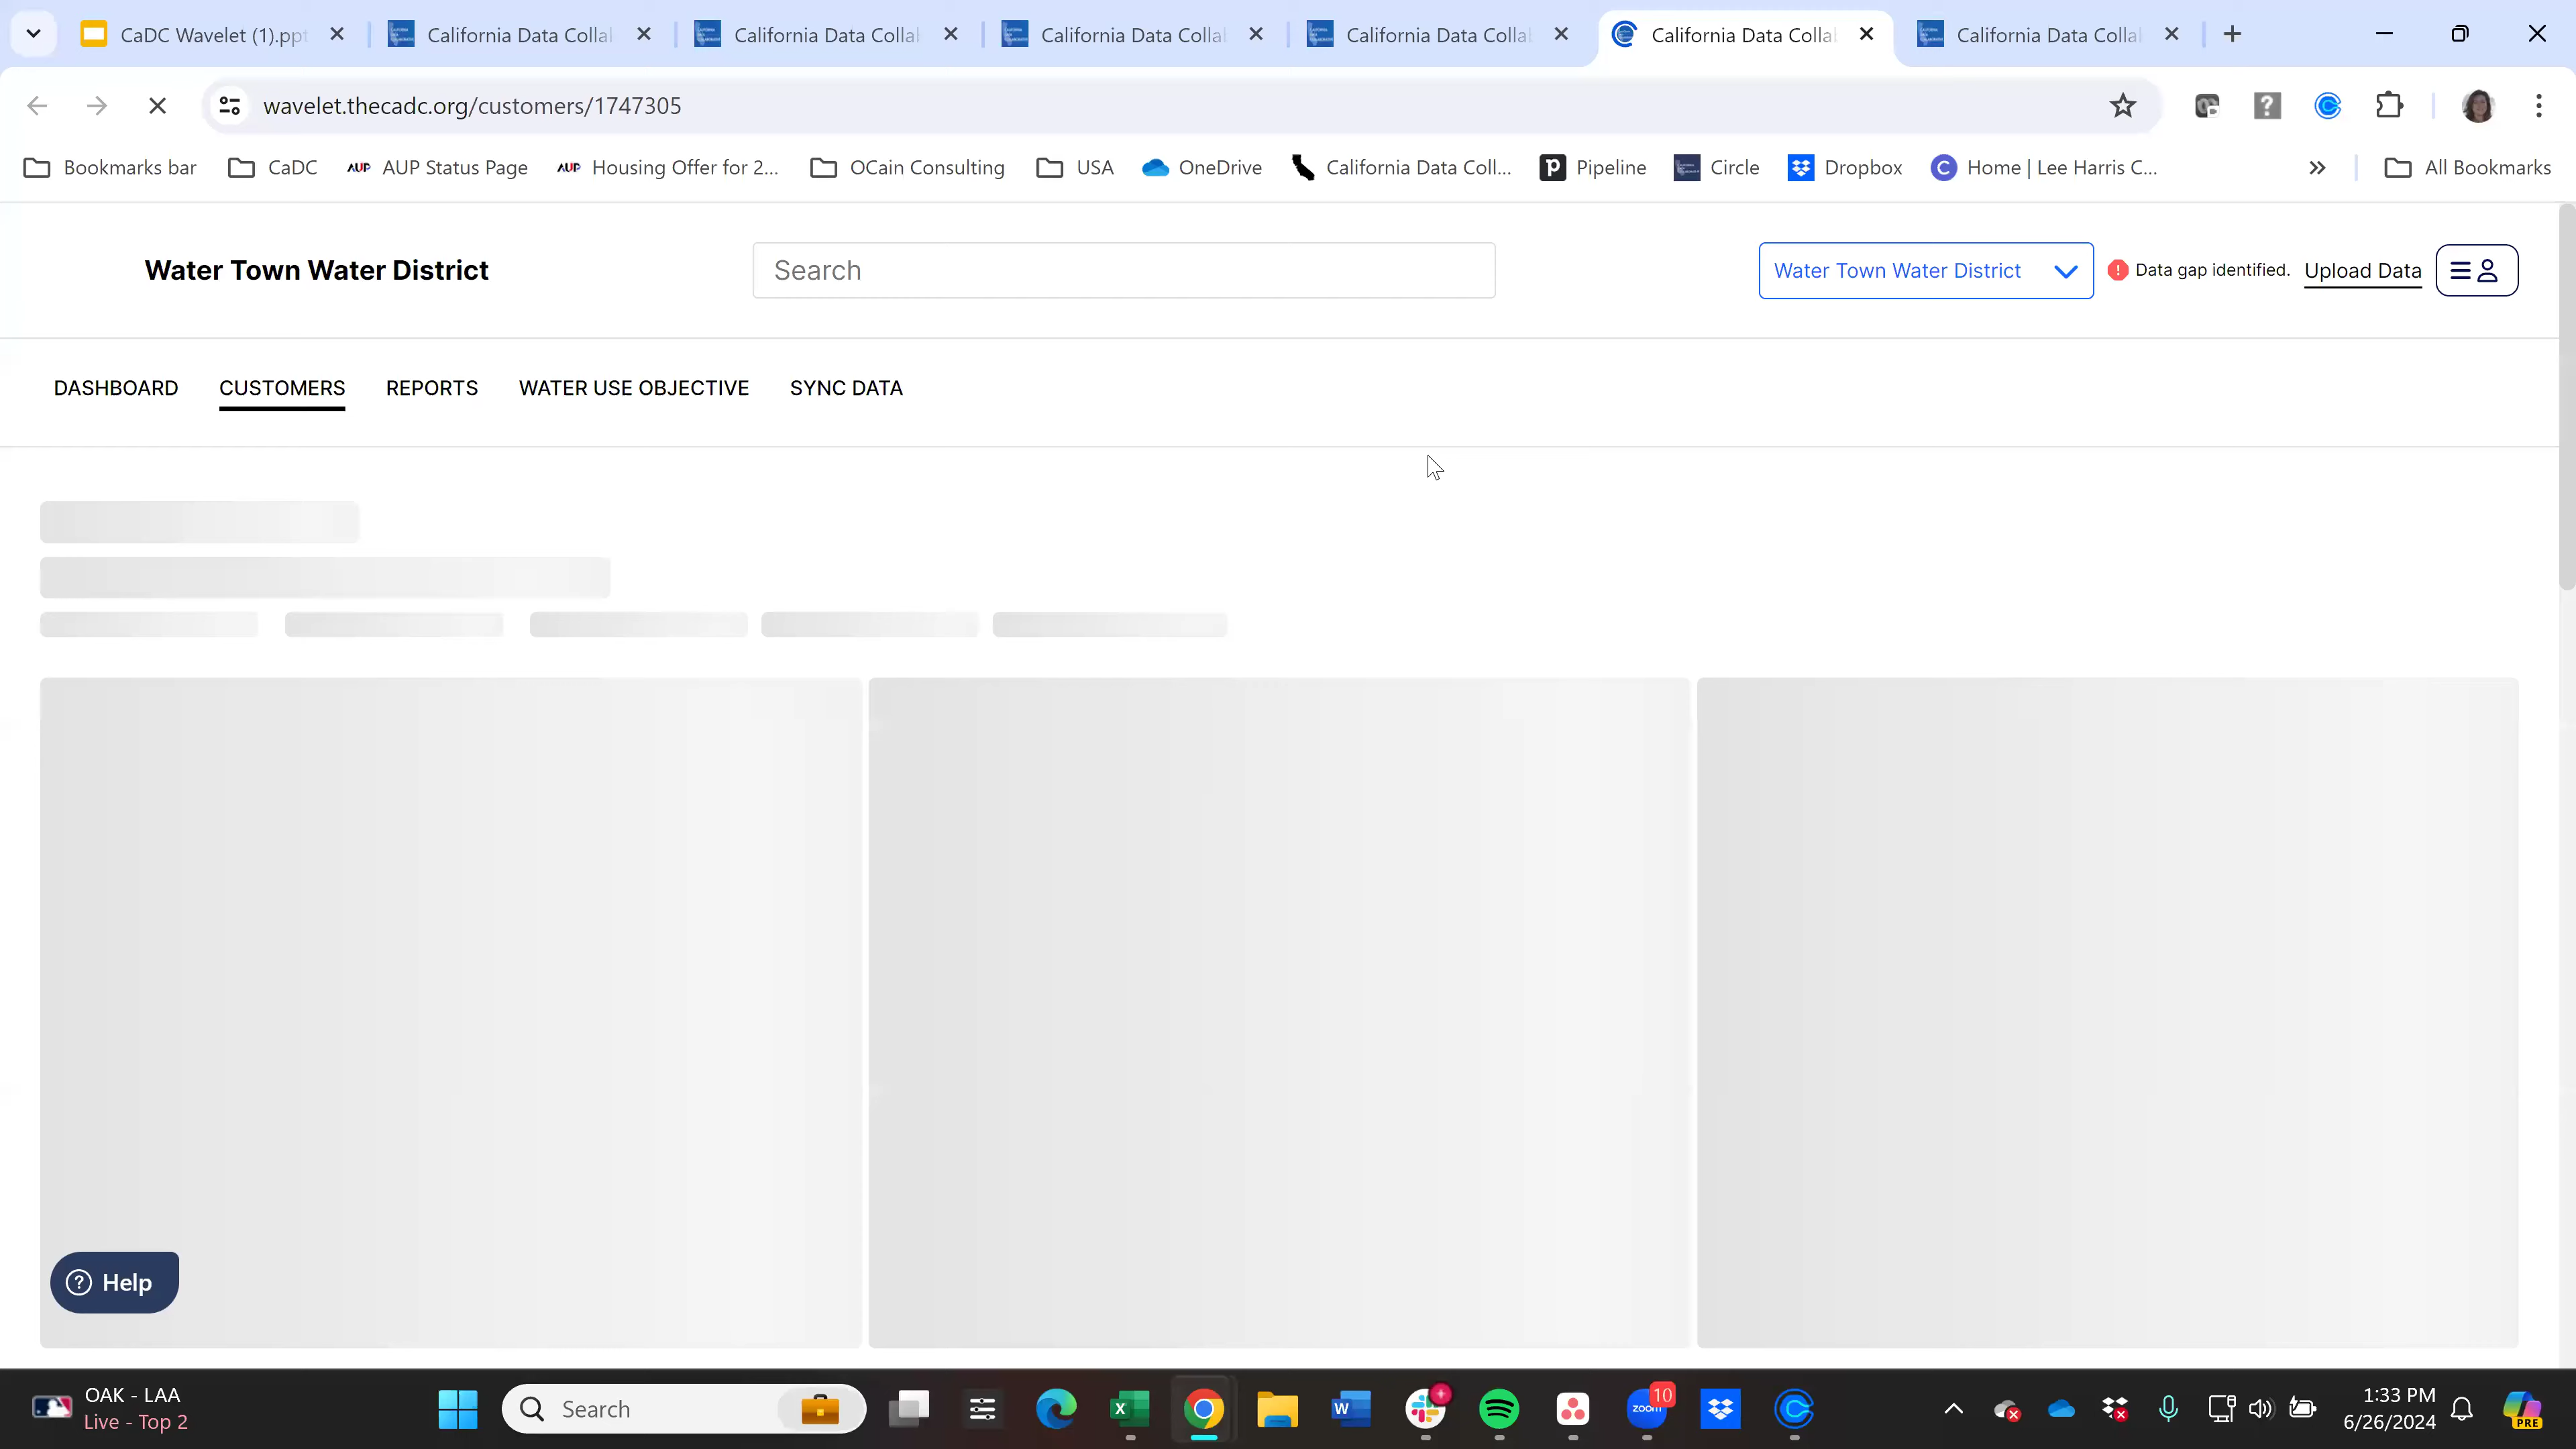 CaDC Wavelet (1).ppt
California Data Colla
California Data Colla
California Data Colla
California Data Colla
California Data Colla
California Data Colla
wavelet.thecadc.org/customers/1747305
Bookmarks bar
CaDC
AUP AUP Status Page
AUP Housing Offer for 2...
OCain Consulting
USA
OneDrive
California Data Coll...
Pipeline
Circle
Dropbox
C Home | Lee Harris C...
All Bookmarks
Water Town Water District
Search
Water Town Water District
Data gap identified.
Upload Data
DASHBOARD
CUSTOMERS
REPORTS
WATER USE OBJECTIVE
SYNC DATA
Help
OAK - LAA
Live - Top 2
Search
zoom
10
1:33 PM
6/26/2024
PRE